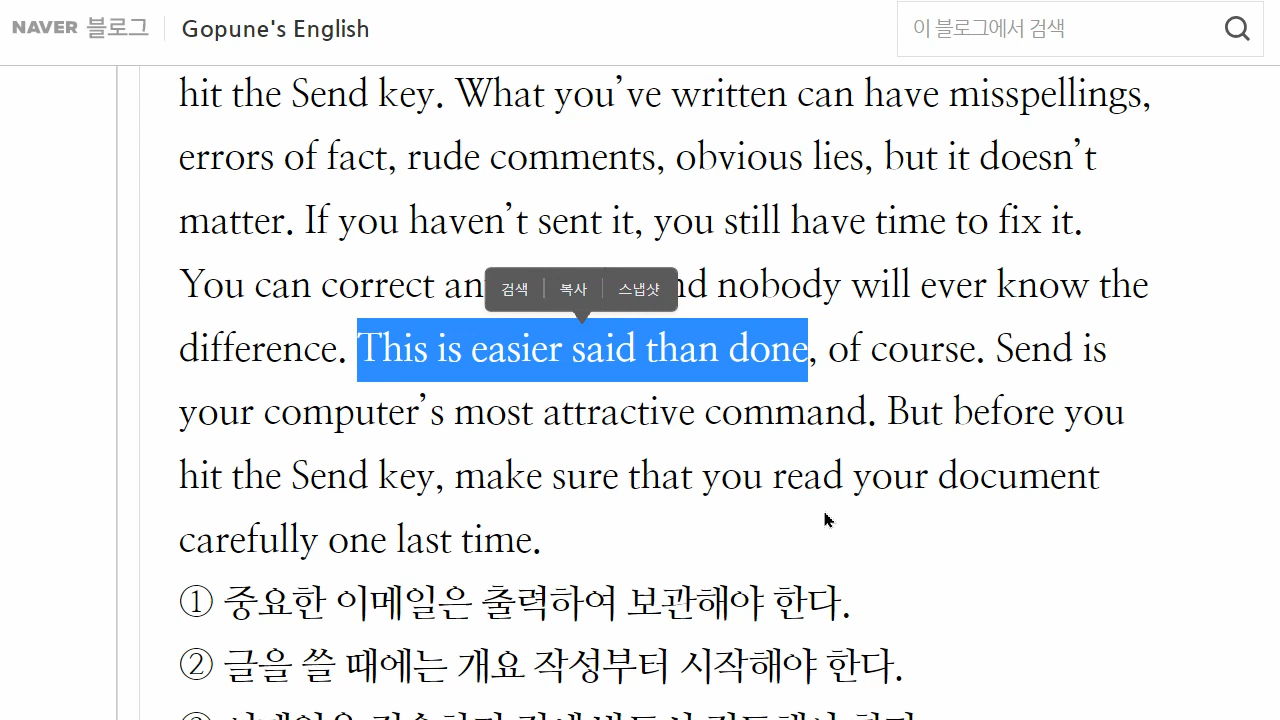 NAVER 블로그 Gopune's English 이 블로그에서 검색
hit the Send key. What you’ve written can have misspellings,
errors of fact, rude comments, obvious lies, but it doesn’t
matter. If you haven’t sent it, you still have time to fix it.
You can correct an nd nobody will ever know the
검색 복사 스냅샷
difference. This is easier said than done, of course. Send is
your computer’s most attractive command. But before you
hit the Send key, make sure that you read your document
carefully one last time.
① 중요한 이메일은 출력하여 보관해야 한다.
② 글을 쓸 때에는 개요 작성부터 시작해야 한다.